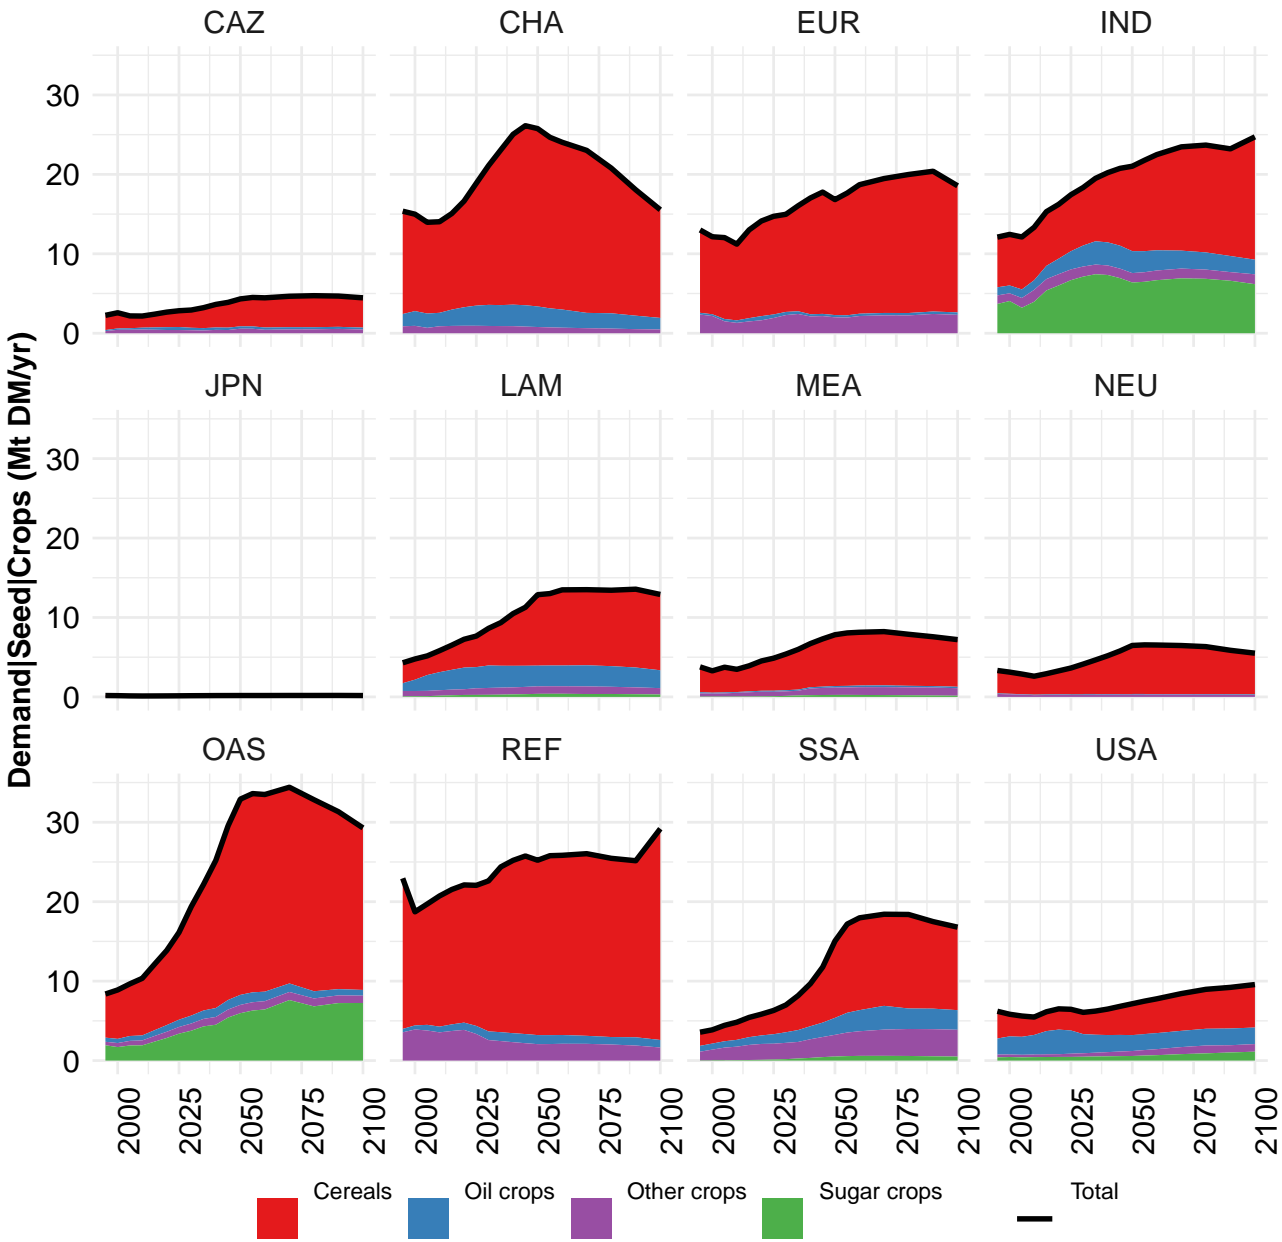 CAZ CHA EUR IND
30
20
10
0
JPN LAM MEA NEU
30
20
10
0
OAS REF SSA USA
30
20
10
0
2000 2025 2050 2075 2100 2000 2025 2050 2075 2100 2000 2025 2050 2075 2100 2000 2025 2050 2075 2100
Demand|Seed|Crops (Mt DM/yr)
Cereals Oil crops Other crops Sugar crops Total